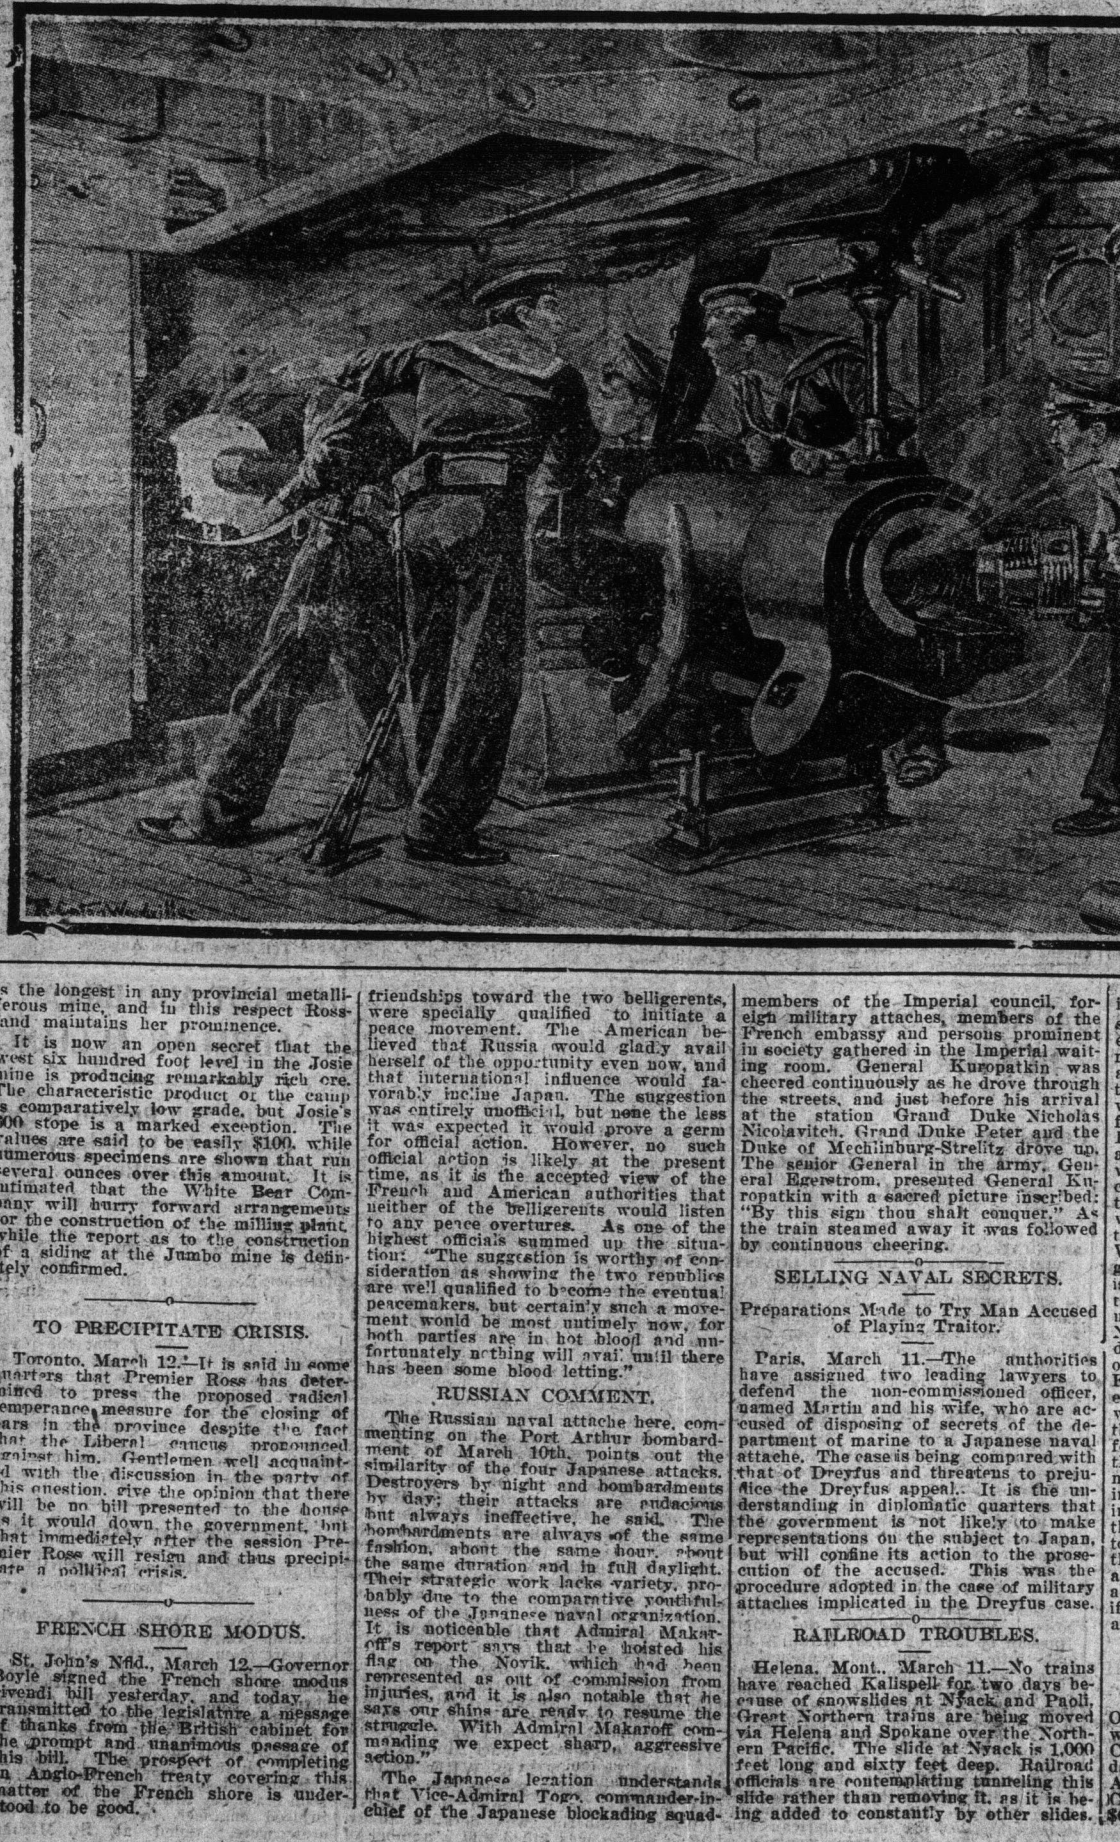 s the longest in any provincial metalli-
ferous mine, and in this respect Ross-
and maintains her prominence.
It is now an open secret that the
west six hundred foot level in the Josie
mine is producing remarkably rich ore.
The characteristic product of the camp
s comparatively low grade, but Josie's
600 stope is a marked exception. The
values are said to be easily $100, while
numerous specimens are shown that run
several ounces over this amount. It is
ntimated that the White Bear Com-
pany will hurry forward arrangements
for the construction of the milling plant,
while the report as to the construction
of a siding at the Jumbo mine is defin-
tely confirmed.
TO PRECIPITATE CRISIS.
Toronto, March 12.—It is said in some
quarters that Premier Ross has deter-
mined to press the proposed radical
temperance measure for the closing of
bars in the province despite the fact
that the Liberal caucus pronounced
against him. Gentlemen well acquaint-
d with the discussion in the party of
his question, give the opinion that there
will be no bill presented to the house
s it would down the government, but
that immediately after the session Pre-
mier Ross will resign and thus precipi-
ate a political crisis.
FRENCH SHORE MODUS.
St. John's Nfld., March 12.—Governor
Boyle signed the French shore modus
vivendi bill yesterday, and today, he
transmitted to the legislature a message
f thanks from the British cabinet for
he prompt and unanimous passage of
his bill. The prospect of completing
n Anglo-French treaty covering this
matter of the French shore is under-
stood to be good.
friendships toward the two belligerents,
were specially qualified to initiate a
peace movement. The American be-
lieved that Russia would gladly avail
herself of the opportunity even now, and
that international influence would fa-
vorably incline Japan. The suggestion
was entirely unofficial, but none the less
it was expected it would prove a germ
for official action. However, no such
official action is likely at the present
time, as it is the accepted view of the
French and American authorities that
neither of the belligerents would listen
to any peace overtures. As one of the
highest officials summed up the situa-
tion: "The suggestion is worthy of con-
sideration as showing the two republics
are well qualified to become the eventual
peacemakers, but certainly such a move-
ment would be most untimely now, for
both parties are in hot blood and un-
fortunately nothing will avail until there
has been some blood letting."
RUSSIAN COMMENT.
The Russian naval attache here, com-
menting on the Port Arthur bombard-
ment of March 10th, points out the
similarity of the four Japanese attacks.
Destroyers by night and bombardments
by day; their attacks are audacious
but always ineffective, he said. The
bombardments are always of the same
fashion, about the same hour, about
the same duration and in full daylight.
Their strategic work lacks variety, pro-
bably due to the comparative youthful-
ness of the Japanese naval organization.
It is noticeable that Admiral Makar-
off's report says that he hoisted his
flag on the Novik, which had been
represented as out of commission from
injuries, and it is also notable that he
says our ships are ready to resume the
struggle. With Admiral Makaroff com-
manding we expect sharp, aggressive
action."
The Japanese legation understands
that Vice-Admiral Togo, commander-in-
chief of the Japanese blockading squad-
members of the Imperial council, for-
eign military attaches, members of the
French embassy and persons prominent
in society gathered in the Imperial wait-
ing room. General Kuropatkin was
cheered continuously as he drove through
the streets, and just before his arrival
at the station Grand Duke Nicholas
Nicolavitch, Grand Duke Peter and the
Duke of Mechlinburg-Strelitz drove up.
The senior General in the army, Gen-
eral Egerstrom, presented General Ku-
ropatkin with a sacred picture inscribed:
"By this sign thou shalt conquer." As
the train steamed away it was followed
by continuous cheering.
SELLING NAVAL SECRETS.
Preparations Made to Try Man Accused
of Playing Traitor.
Paris, March 11.—The authorities
have assigned two leading lawyers to
defend the non-commissioned officer,
named Martin and his wife, who are ac-
cused of disposing of secrets of the de-
partment of marine to a Japanese naval
attache. The case is being compared with
that of Dreyfus and threatens to preju-
dice the Dreyfus appeal.. It is the un-
derstanding in diplomatic quarters that
the government is not likely to make
representations on the subject to Japan,
but will confine its action to the prose-
cution of the accused. This was the
procedure adopted in the case of military
attaches implicated in the Dreyfus case.
RAILROAD TROUBLES.
Helena, Mont., March 11.—No trains
have reached Kalispell for two days be-
cause of snowslides at Nyack and Paoli,
Great Northern trains are being moved
via Helena and Spokane over the North-
ern Pacific. The slide at Nyack is 1,000
feet long and sixty feet deep. Railroad
officials are contemplating tunneling this
slide rather than removing it, as it is be-
ing added to constantly by other slides.